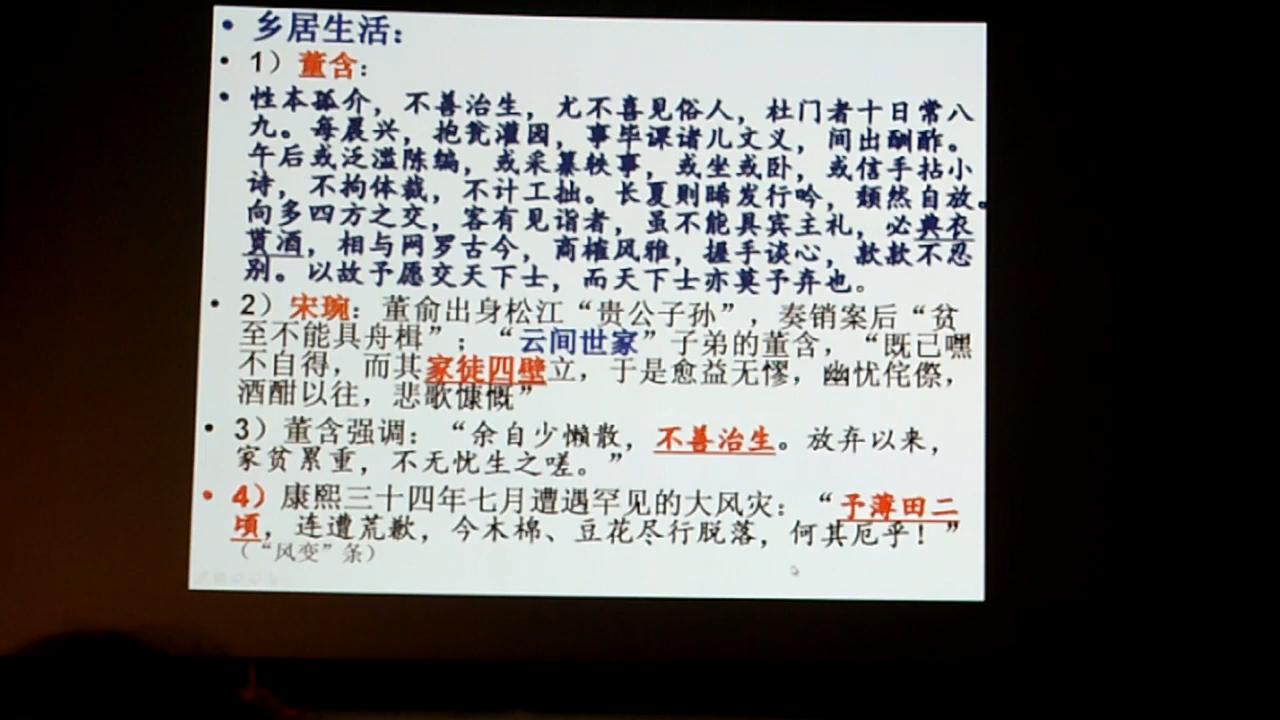 • 乡居生活：
• 1）董含：
• 性本孤介，不善治生，尤不喜见俗人，杜门者十日常八
九。每晨兴，抱瓮灌园，事毕课诸儿文义，间出酬酢。
午后或泛滥陈编，或采纂轶事，或坐或卧，或信手拈小
诗，不拘体裁，不计工拙。长夏则晞发行吟，颓然自放。
向多四方之交，客有见诣者，虽不能具宾主礼，必典衣
贳酒，相与网罗古今，商榷风雅，握手谈心，款款不忍
别。以故予愿交天下士，而天下士亦莫予弃也。
• 2）宋琬：董俞出身松江“贵公子孙”，奏销案后“贫
至不能具舟楫”；“云间世家”子弟的董含，“既已嘿
不自得，而其家徒四壁立，于是愈益无憀，幽忧侘傺，
酒酣以往，悲歌慷慨”
• 3）董含强调：“余自少懒散，不善治生。放弃以来，
家贫累重，不无忧生之嗟。”
• 4）康熙三十四年七月遭遇罕见的大风灾：“予薄田二
顷，连遭荒歉，今木棉、豆花尽行脱落，何其厄乎！”
（“风变”条）